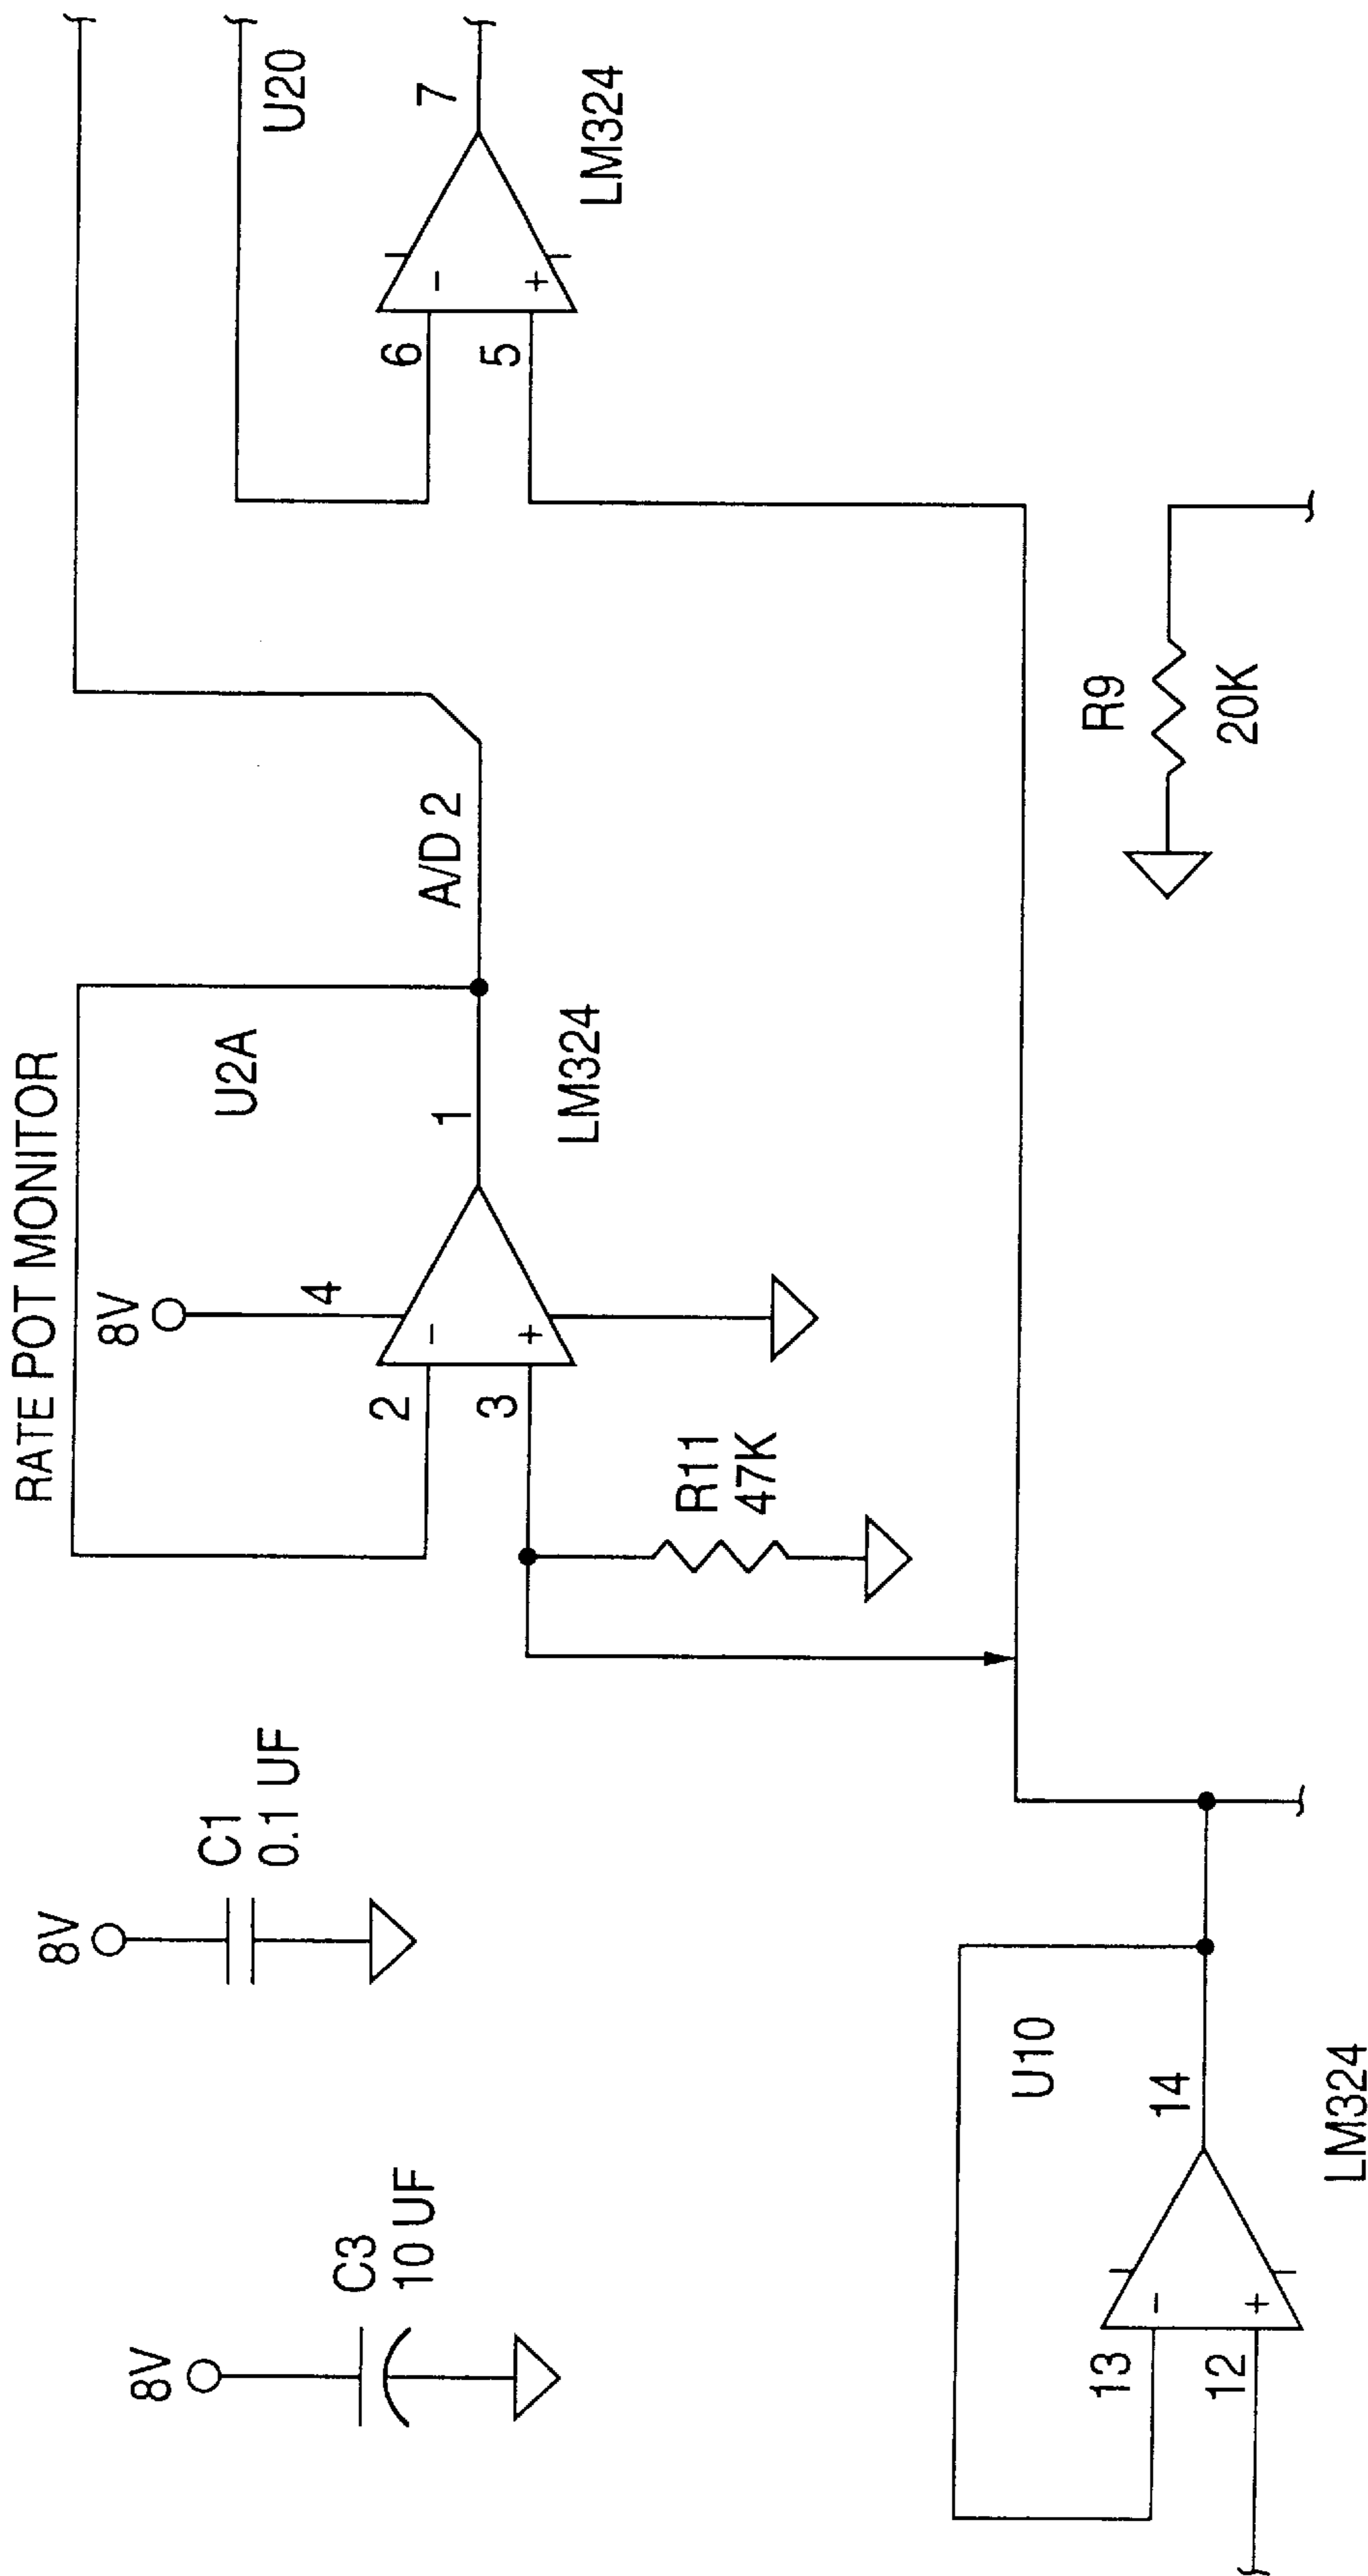 RATE POT MONITOR
8V
C3
10 UF
8V
C1
0.1 UF
8V
4
U2A
2
-
3
+
1
LM324
A/D 2
R11
47K
U20
6
-
5
+
7
LM324
U10
13
-
12
+
14
LM324
R9
20K